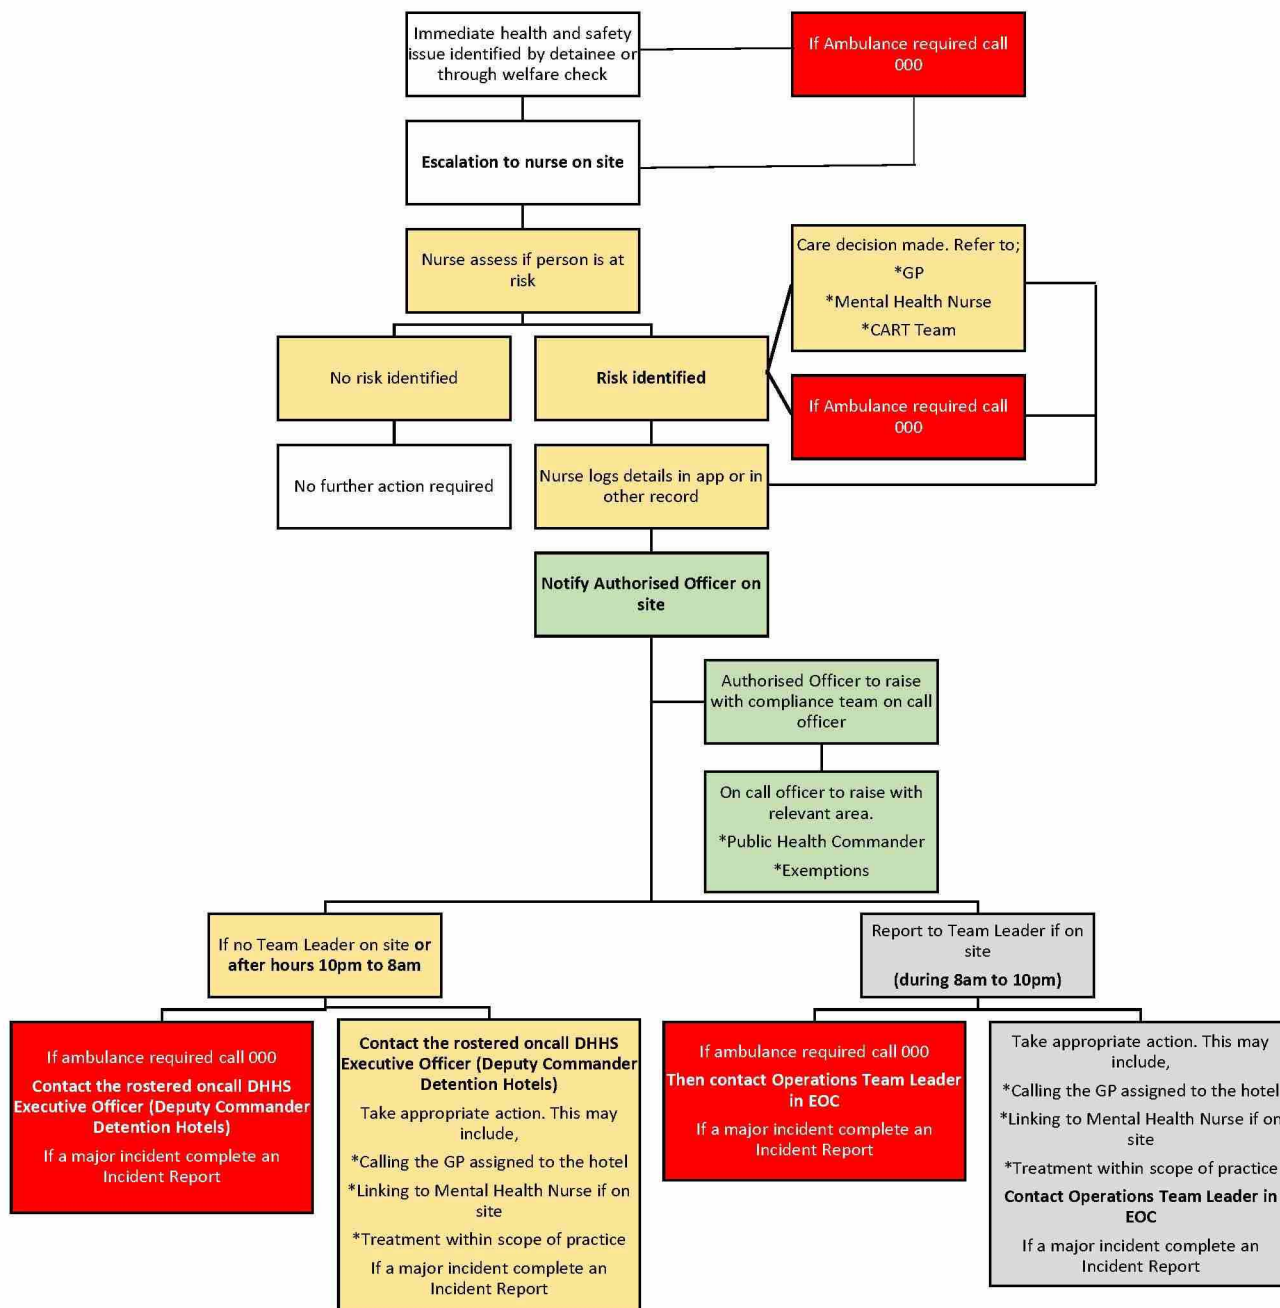 Immediate health and safety
issue identified by detainee or
through welfare check
If Ambulance required call
000
Escalation to nurse on site
Nurse assess if person is at
risk
Care decision made. Refer to;
*GP
*Mental Health Nurse
*CART Team
No risk identified
Risk identified
If Ambulance required call
000
No further action required
Nurse logs details in app or in
other record
Notify Authorised Officer on
site
Authorised Officer to raise
with compliance team on call
officer
On call officer to raise with
relevant area.
*Public Health Commander
*Exemptions
If no Team Leader on site or
after hours 10pm to 8am
Report to Team Leader if on
site
(during 8am to 10pm)
If ambulance required call 000
Contact the rostered oncall DHHS
Executive Officer (Deputy Commander
Detention Hotels)
If a major incident complete an
Incident Report
Contact the rostered oncall DHHS
Executive Officer (Deputy Commander
Detention Hotels)
Take appropriate action. This may
include,
*Calling the GP assigned to the hotel
*Linking to Mental Health Nurse if on
site
*Treatment within scope of practice
If a major incident complete an
Incident Report
If ambulance required call 000
Then contact Operations Team Leader
in EOC
If a major incident complete an
Incident Report
Take appropriate action. This may
include,
*Calling the GP assigned to the hotel
*Linking to Mental Health Nurse if on
site
*Treatment within scope of practice
Contact Operations Team Leader in
EOC
If a major incident complete an
Incident Report